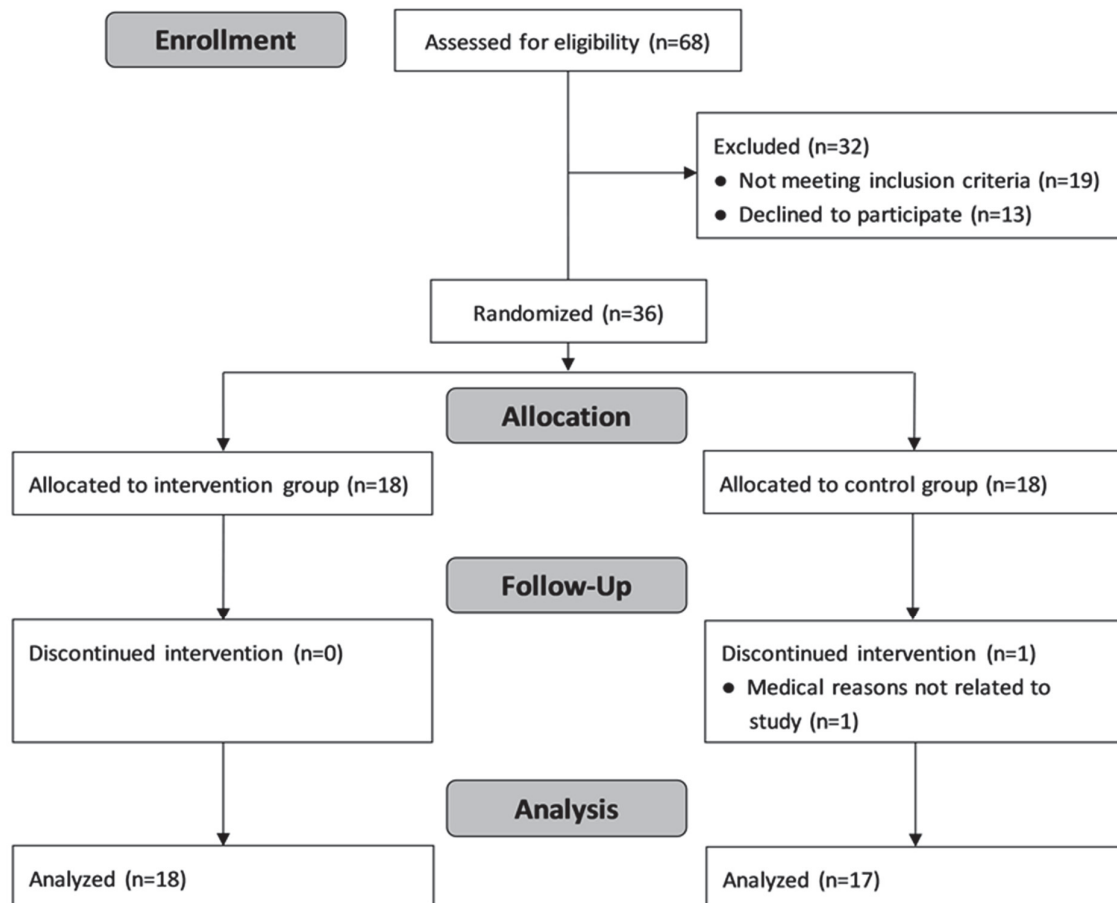 Enrollment
Assessed for eligibility (n=68)
Excluded (n=32)
● Not meeting inclusion criteria (n=19)
● Declined to participate (n=13)
Randomized (n=36)
Allocation
Allocated to intervention group (n=18)
Allocated to control group (n=18)
Follow-Up
Discontinued intervention (n=0)
Discontinued intervention (n=1)
● Medical reasons not related to
study (n=1)
Analysis
Analyzed (n=18)
Analyzed (n=17)